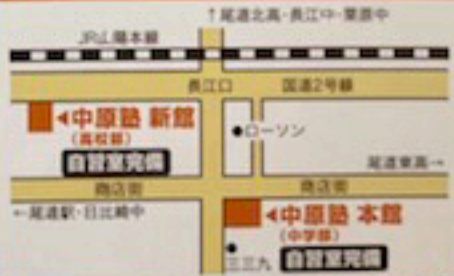 ↑尾道北高・長江中・栗原中
JR山陽本線
長江口
国道2号線
◀中原塾 新館
(高校部)
自習室完備
●ローソン
尾道東高→
商店街
商店街
←尾道駅・日比崎中
◀中原塾 本館
(中学部)
自習室完備
三三九